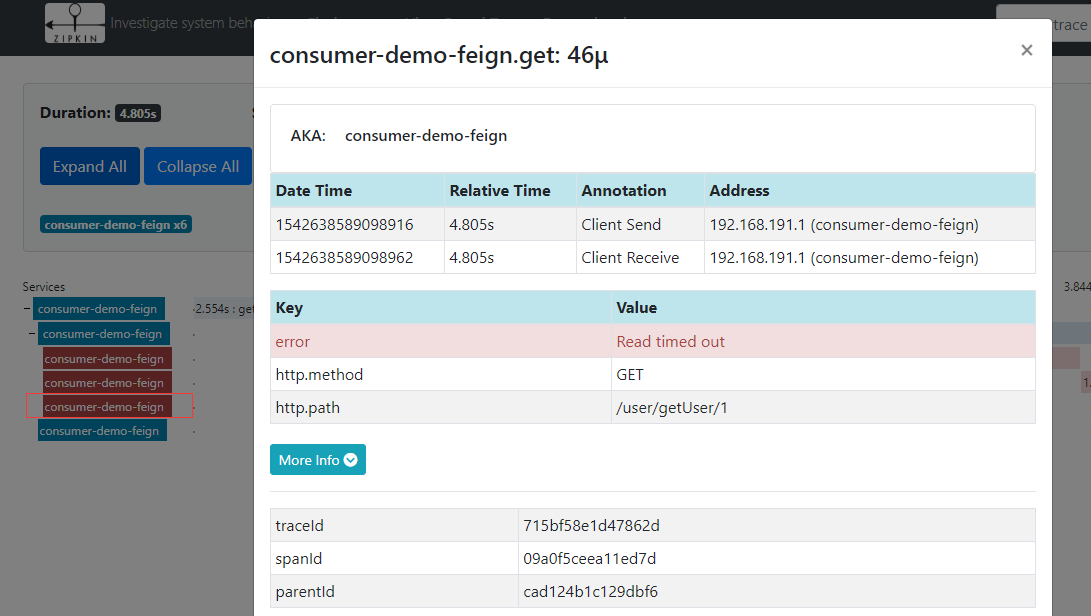 ZIPKIN
Investigate system beh
trace
consumer-demo-feign.get: 46μ
×
Duration: 4.805s
AKA: consumer-demo-feign
Expand All Collapse All
Date Time Relative Time Annotation Address
1542638589098916 4.805s Client Send 192.168.191.1 (consumer-demo-feign)
1542638589098962 4.805s Client Receive 192.168.191.1 (consumer-demo-feign)
consumer-demo-feign x6
Services
3.844
consumer-demo-feign
2.554s : get
consumer-demo-feign
consumer-demo-feign
consumer-demo-feign
1.
consumer-demo-feign
consumer-demo-feign
Key Value
error Read timed out
http.method GET
http.path /user/getUser/1
More Info
traceId 715bf58e1d47862d
spanId 09a0f5ceea11ed7d
parentId cad124b1c129dbf6